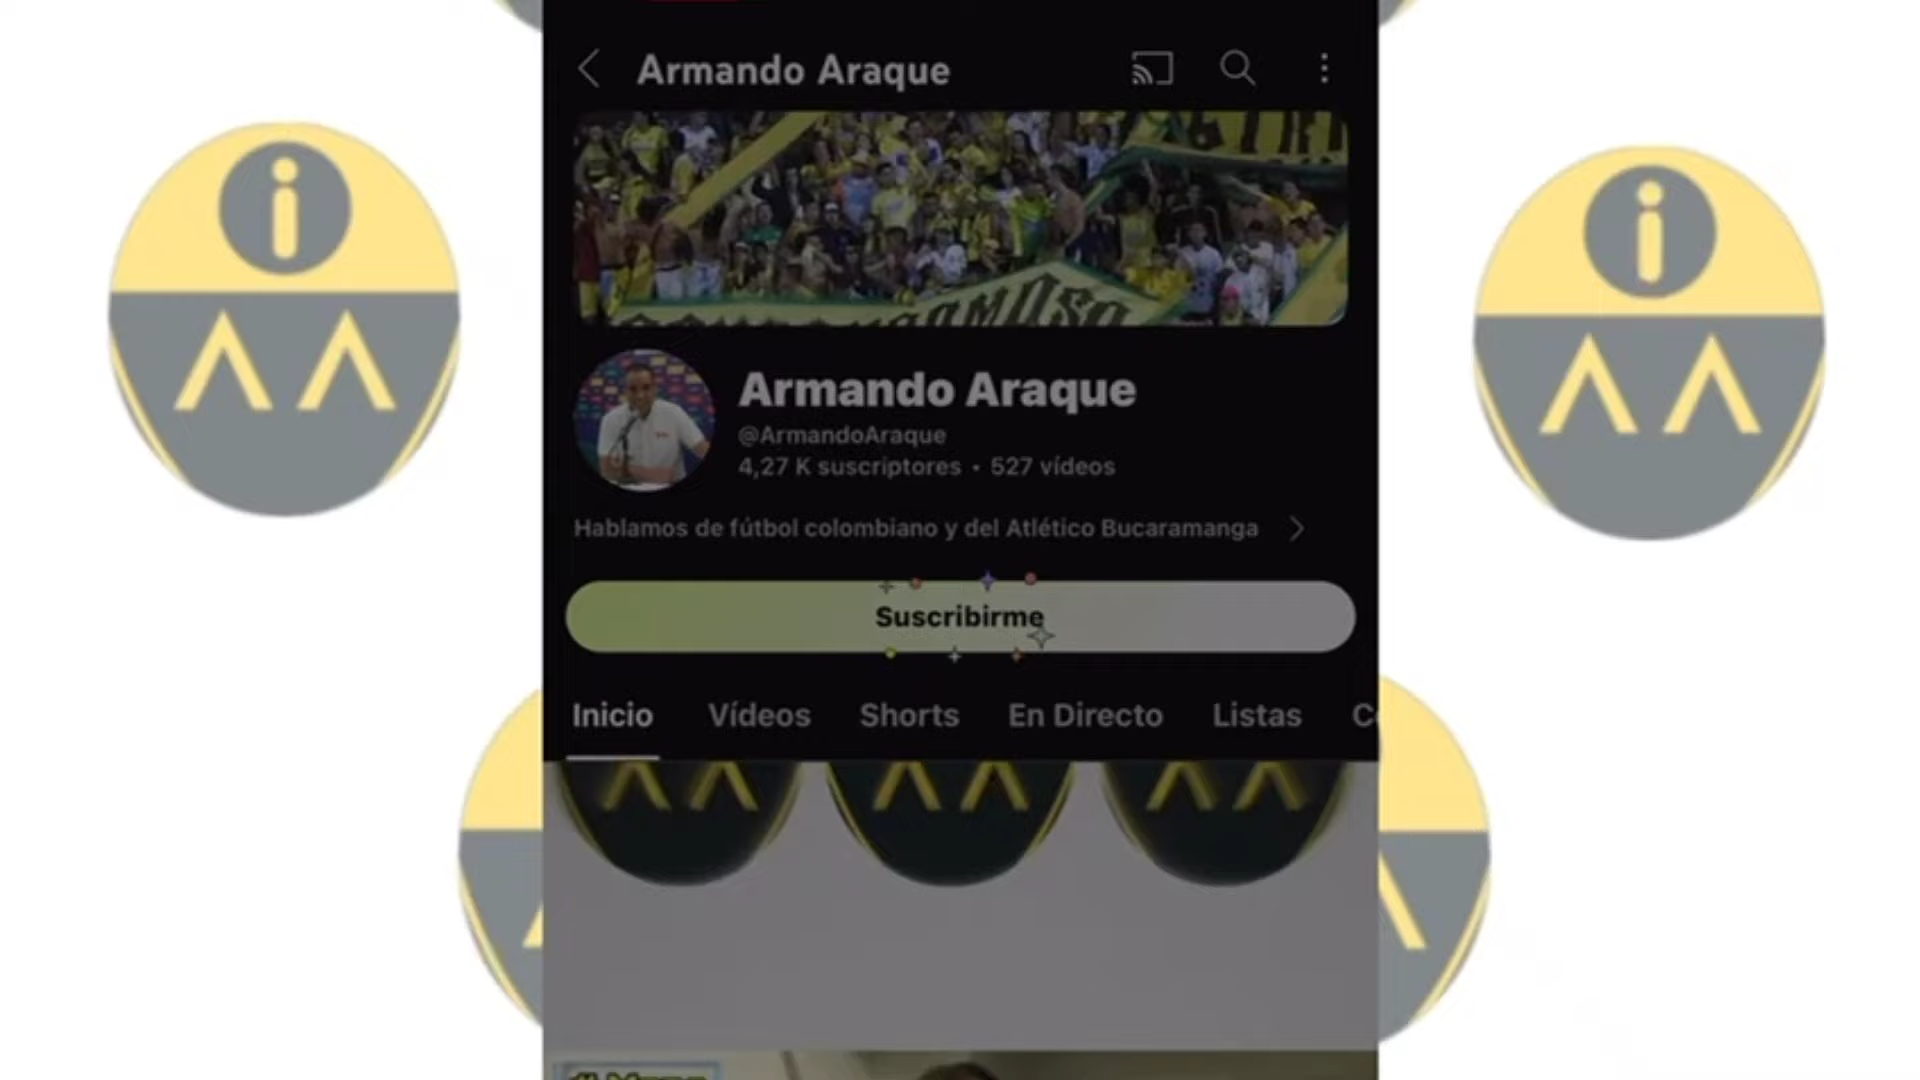 Armando Araque
Armando Araque
@ArmandoAraque
4,27 K suscriptores • 527 vídeos
Hablamos de fútbol colombiano y del Atlético Bucaramanga
Suscribirme
Inicio Vídeos Shorts En Directo Listas